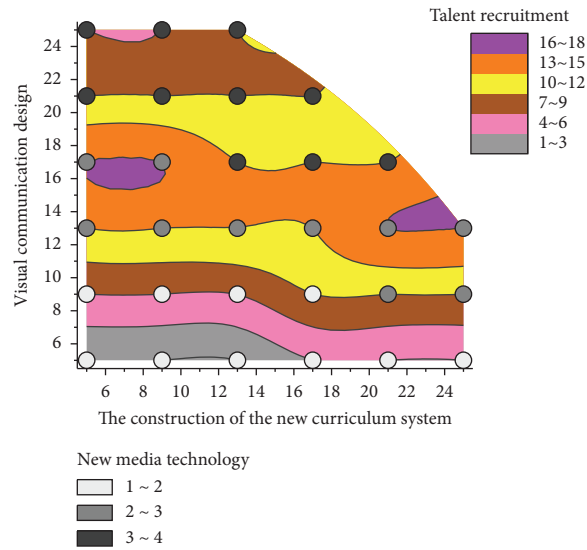 Talent recruitment
16~18
13~15
10~12
7~9
4~6
1~3
Visual communication design
24
22
20
18
16
14
12
10
8
6
6 8 10 12 14 16 18 20 22 24
The construction of the new curriculum system
New media technology
1 ~ 2
2 ~ 3
3 ~ 4